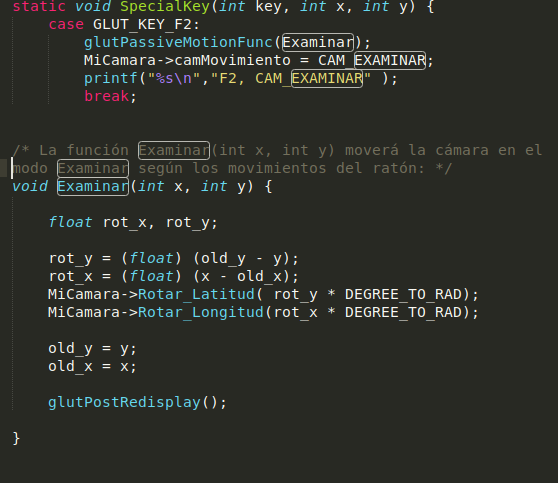 static void SpecialKey(int key, int x, int y) {
    case GLUT_KEY_F2:
        glutPassiveMotionFunc(Examinar);
        MiCamara->camMovimiento = CAM_EXAMINAR;
        printf("%s\n","F2, CAM_EXAMINAR" );
        break;
/* La función Examinar(int x, int y) moverá la cámara en el
modo Examinar según los movimientos del ratón: */
void Examinar(int x, int y) {
    float rot_x, rot_y;
    rot_y = (float) (old_y - y);
    rot_x = (float) (x - old_x);
    MiCamara->Rotar_Latitud( rot_y * DEGREE_TO_RAD);
    MiCamara->Rotar_Longitud(rot_x * DEGREE_TO_RAD);
    old_y = y;
    old_x = x;
    glutPostRedisplay();
}